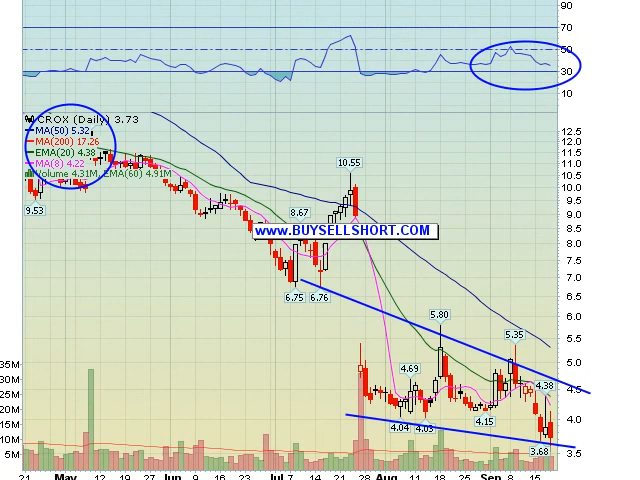 90
70
50
30
10
CROX (Daily) 3.73
MA(50) 5.32
MA(200) 17.26
EMA(20) 4.38
MA(8) 4.22
Volume 4.31M, EMA(60) 4.91M
12.5
12.0
11.5
11.0
10.5
10.0
9.5
9.0
8.5
8.0
7.5
7.0
6.5
6.0
5.5
5.0
4.5
4.0
3.5
9.53
8.67
10.55
www.BUYSELLSHORT.COM
6.75
6.76
5.80
5.35
4.69
4.38
4.04
4.03
4.15
3.68
35M
30M
25M
20M
15M
10M
5M
21 May 12 19 27 Jun 9 16 23 Jul 7 14 21 28 Aug 11 18 25 Sep 8 15